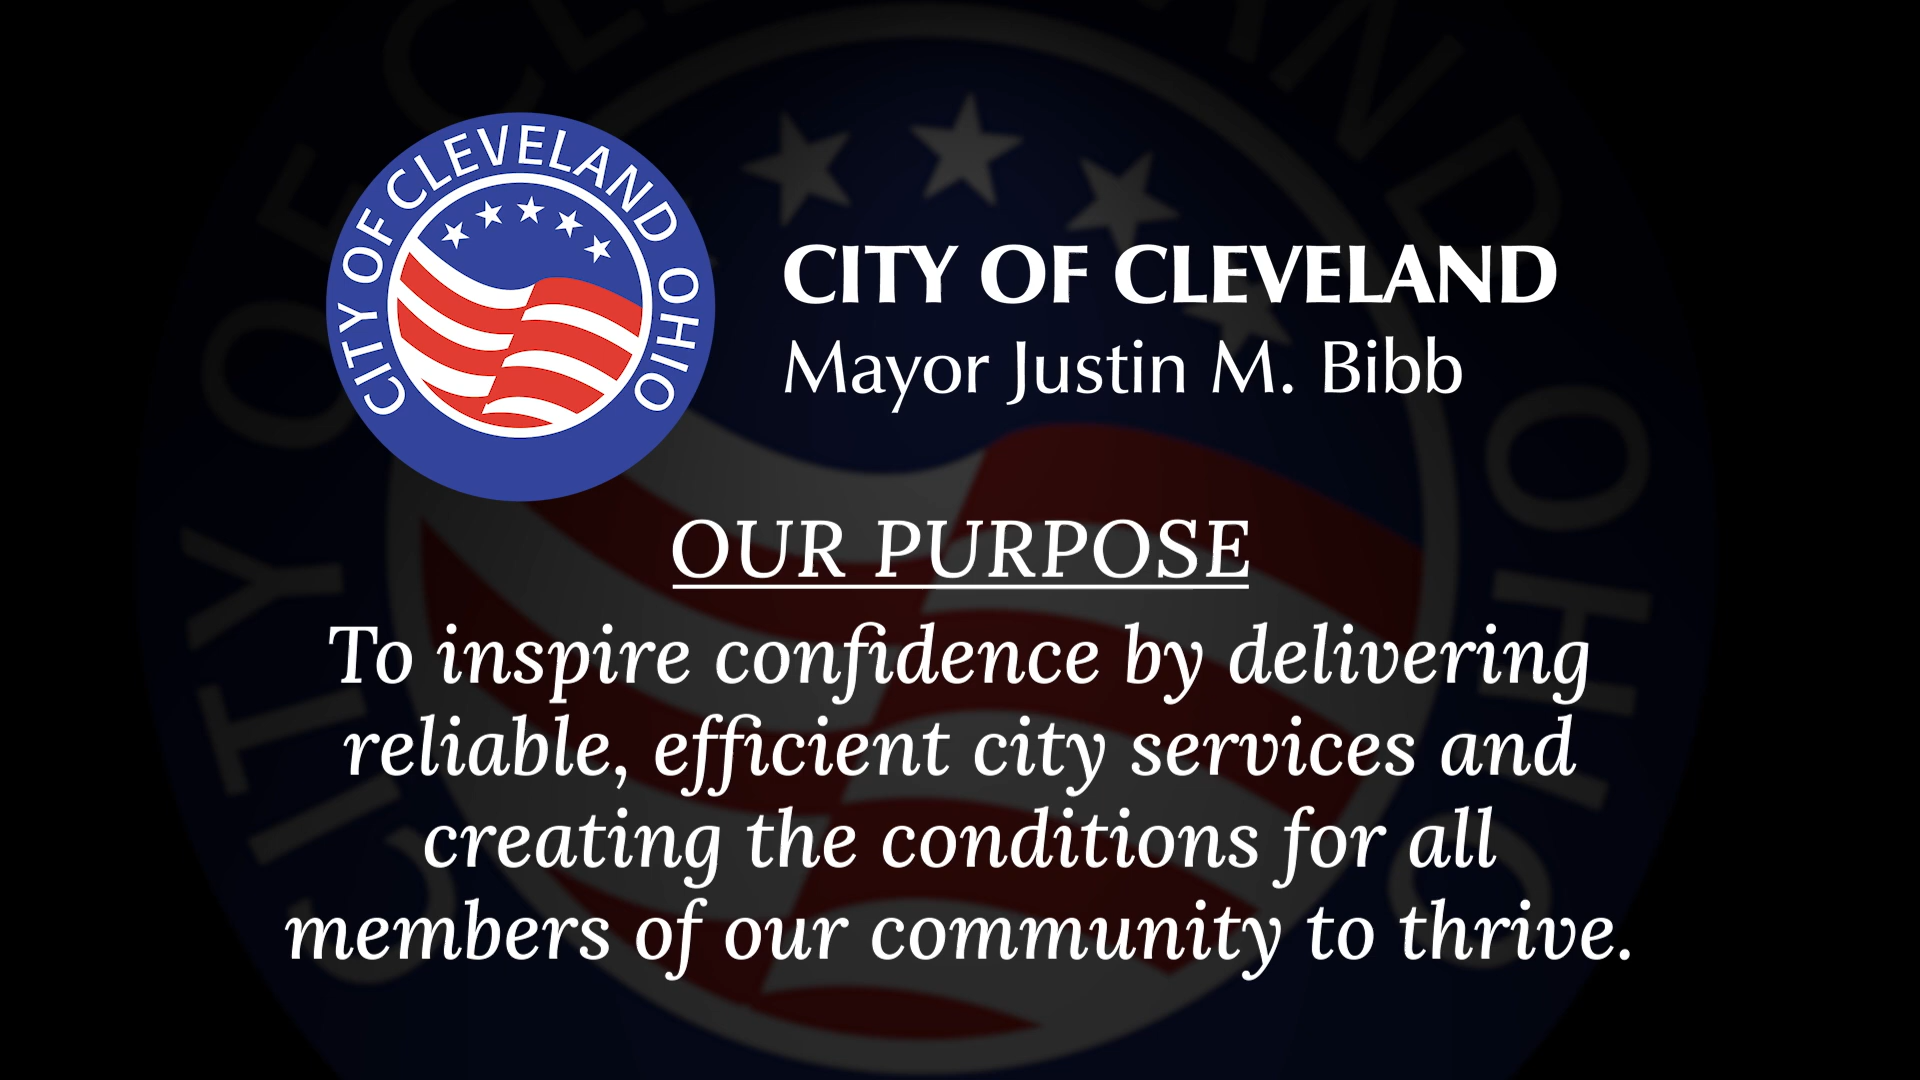 CITY OF CLEVELAND OHIO
CITY OF CLEVELAND
Mayor Justin M. Bibb
OUR PURPOSE
To inspire confidence by delivering
reliable, efficient city services and
creating the conditions for all
members of our community to thrive.